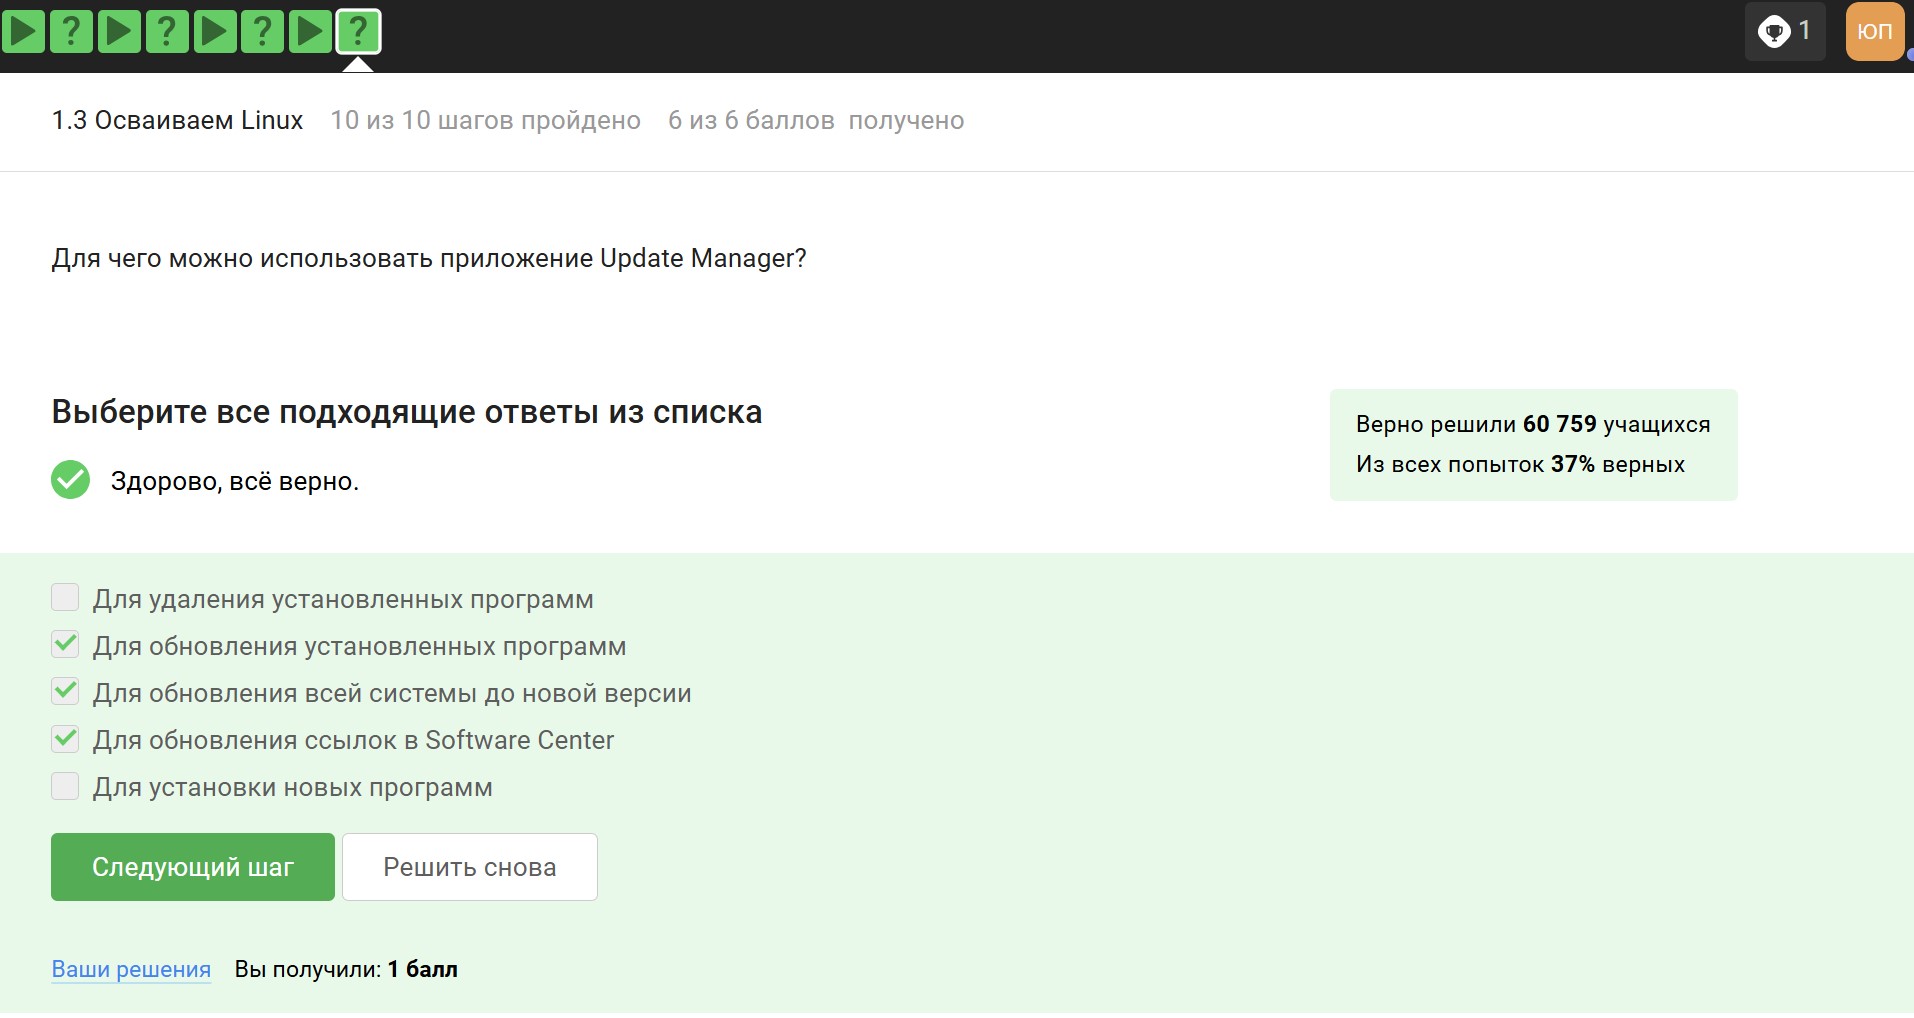 ? ? ? ?
1
ЮП
1.3 Осваиваем Linux 10 из 10 шагов пройдено 6 из 6 баллов получено
Для чего можно использовать приложение Update Manager?
Выберите все подходящие ответы из списка
Здорово, всё верно.
Верно решили 60 759 учащихся
Из всех попыток 37% верных
Для удаления установленных программ
Для обновления установленных программ
Для обновления всей системы до новой версии
Для обновления ссылок в Software Center
Для установки новых программ
Следующий шаг Решить снова
Ваши решения Вы получили: 1 балл